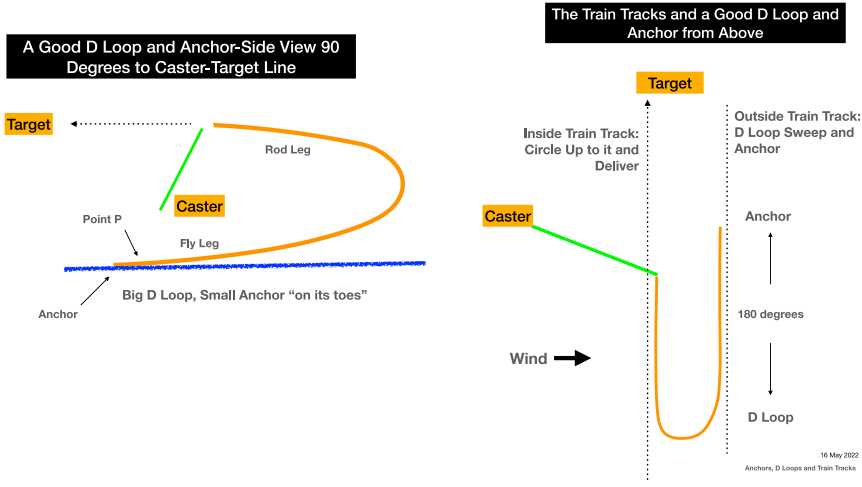 A Good D Loop and Anchor-Side View 90
Degrees to Caster-Target Line
Target
Rod Leg
Caster
Point P
Fly Leg
Big D Loop, Small Anchor “on its toes”
Anchor
The Train Tracks and a Good D Loop and
Anchor from Above
Target
Inside Train Track:
Circle Up to it and
Deliver
Outside Train Track:
D Loop Sweep and
Anchor
Caster
Anchor
180 degrees
Wind
D Loop
16 May 2022
Anchors, D Loops and Train Tracks